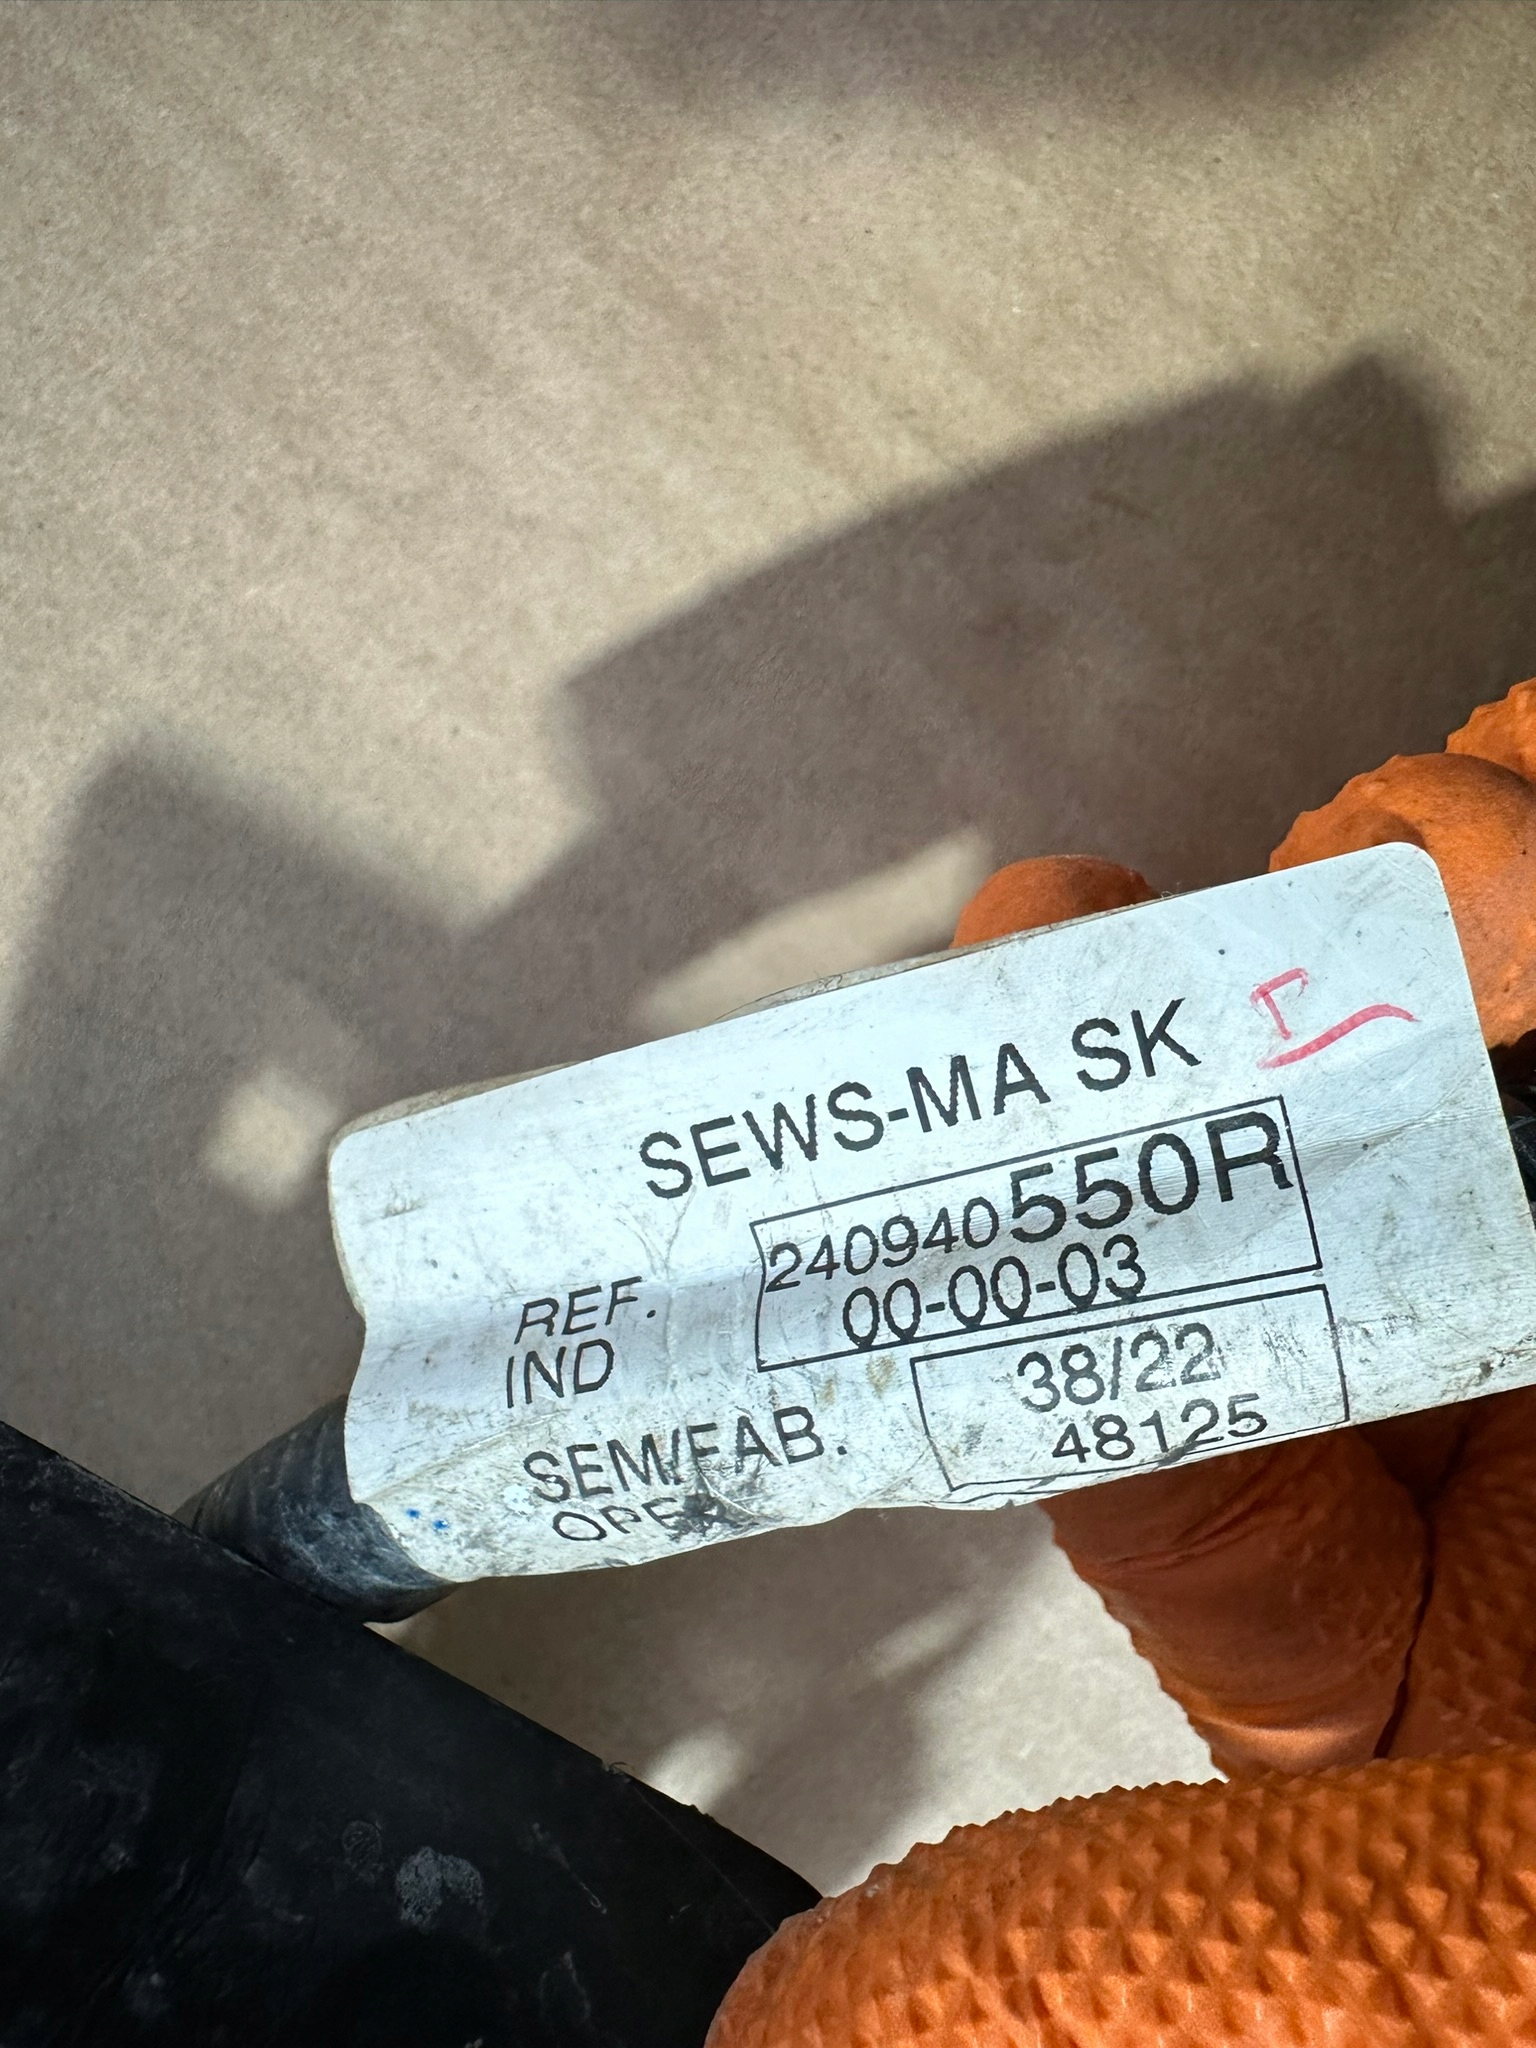 SEWS-MA SK
REF. 240940550R
IND 00-00-03
SEM/FAB. 38/22
48125